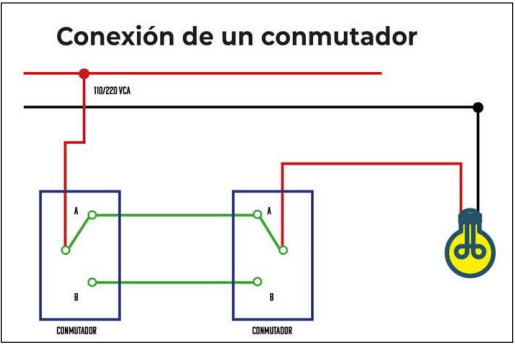 Conexión de un conmutador
110/220 VCA
A
A
B
B
CONMUTADOR
CONMUTADOR